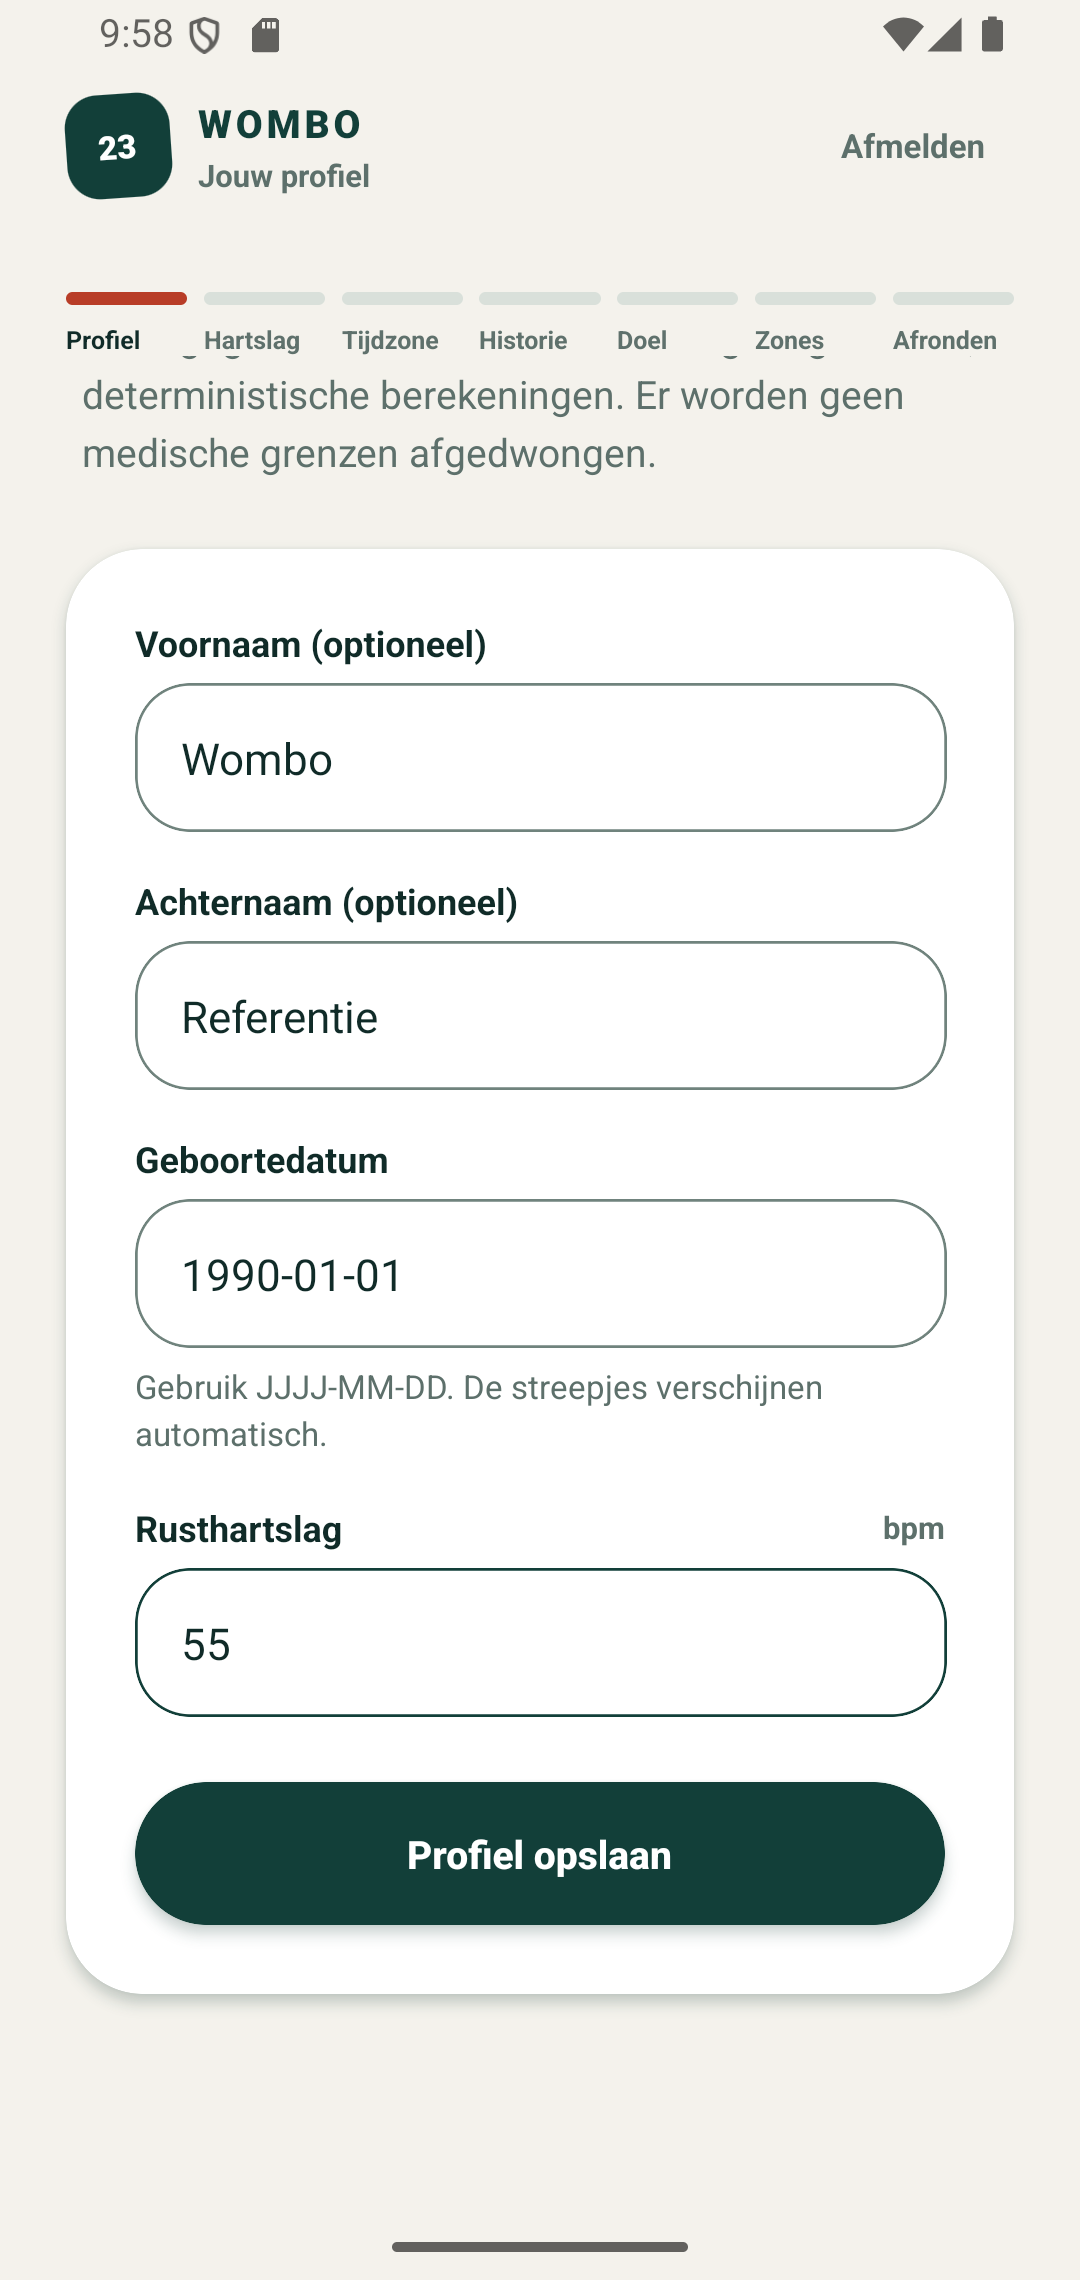 9:58
23
WOMBO
Jouw profiel
Afmelden
Profiel
Hartslag
Tijdzone
Historie
Doel
Zones
Afronden
deterministische berekeningen. Er worden geen
medische grenzen afgedwongen.
Voornaam (optioneel)
Wombo
Achternaam (optioneel)
Referentie
Geboortedatum
1990-01-01
Gebruik JJJJ-MM-DD. De streepjes verschijnen
automatisch.
Rusthartslag
bpm
55
Profiel opslaan